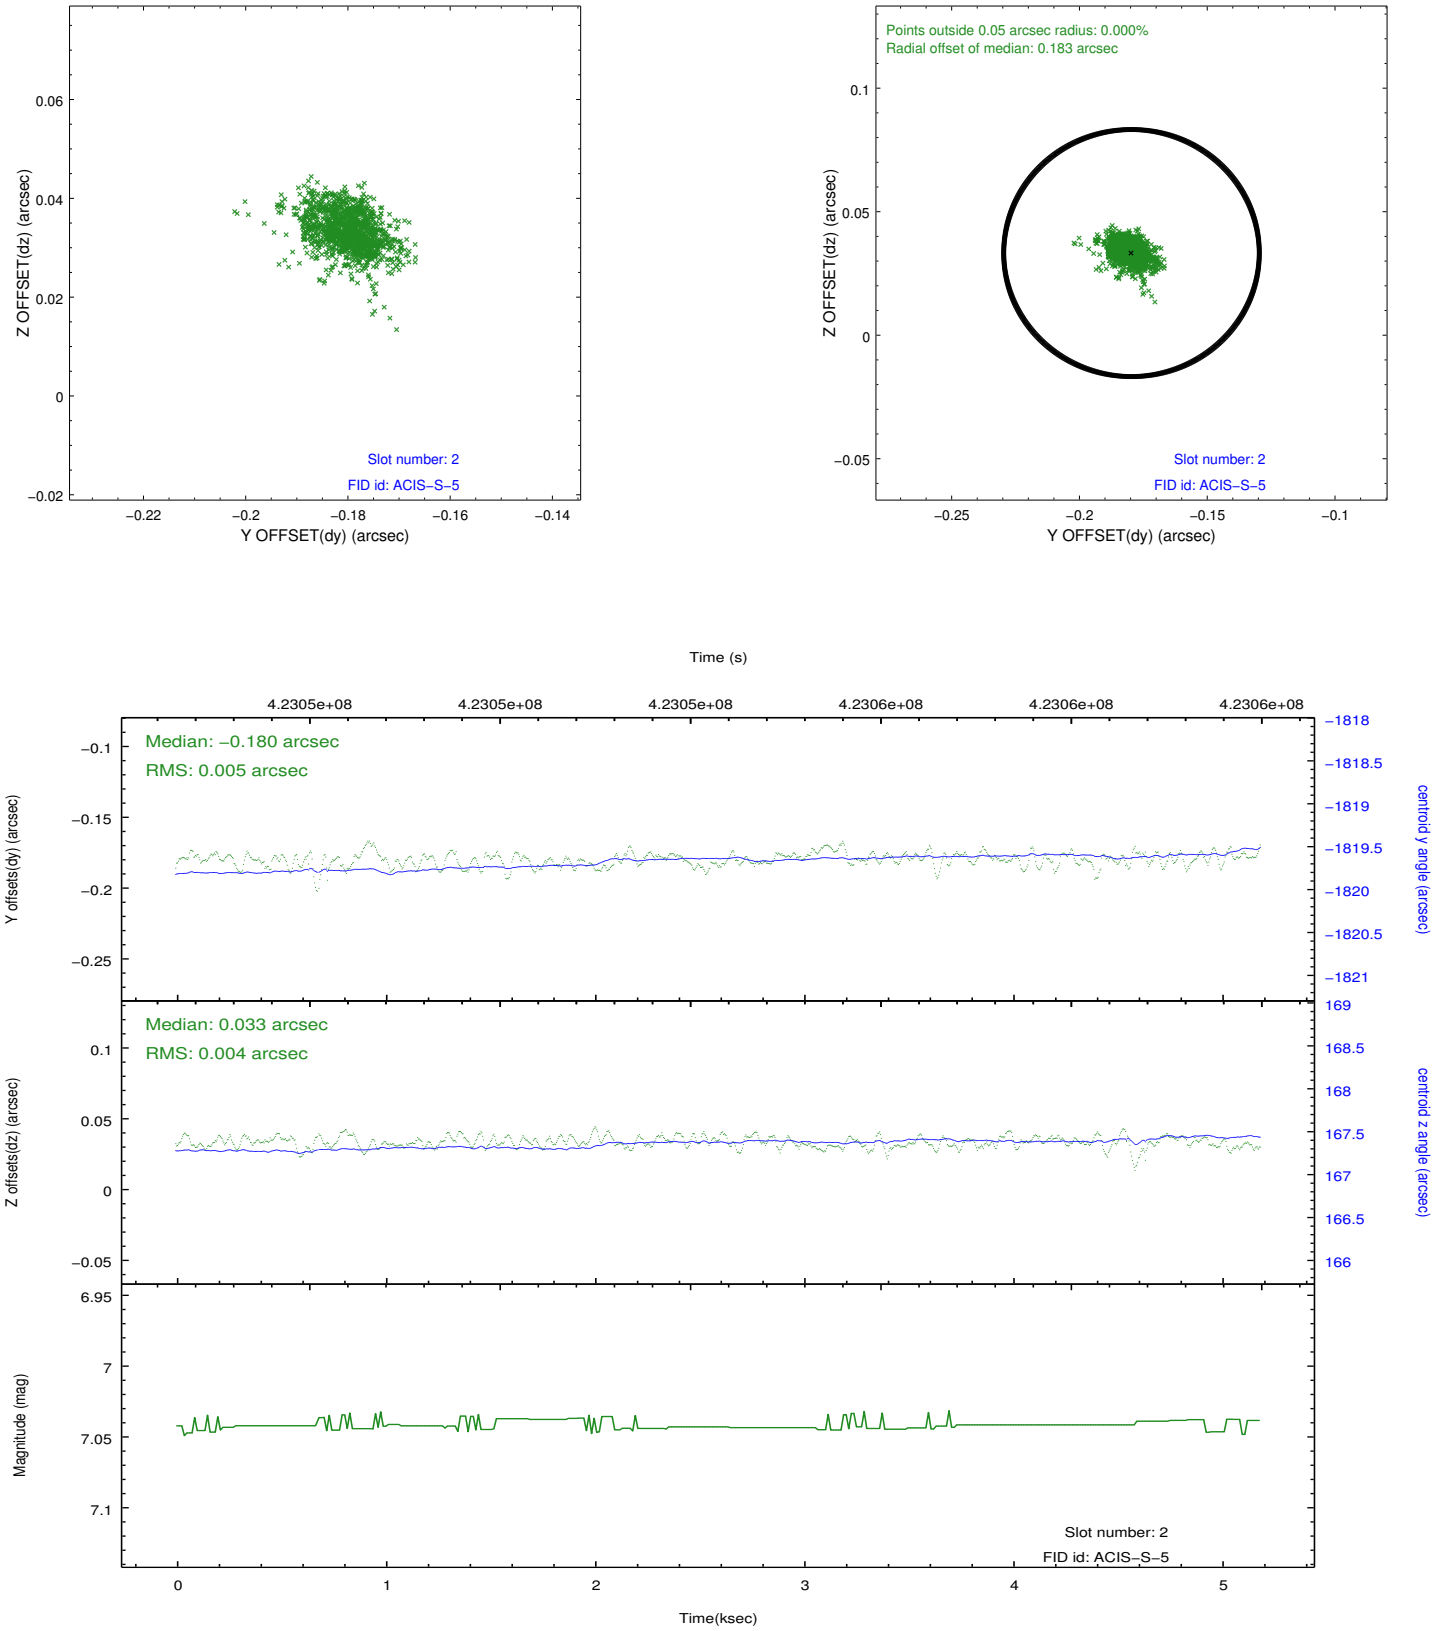 0.06
0.04
0.02
0
−0.02
Z OFFSET(dz) (arcsec)
Slot number: 2
FID id: ACIS−S−5
−0.22
−0.2
−0.18
−0.16
−0.14
Y OFFSET(dy) (arcsec)
Points outside 0.05 arcsec radius: 0.000%
Radial offset of median: 0.183 arcsec
0.1
0.05
0
−0.05
Z OFFSET(dz) (arcsec)
Slot number: 2
FID id: ACIS−S−5
−0.25
−0.2
−0.15
−0.1
Y OFFSET(dy) (arcsec)
Time (s)
4.2305e+08
4.2305e+08
4.2305e+08
4.2306e+08
4.2306e+08
4.2306e+08
Median: −0.180 arcsec
RMS: 0.005 arcsec
−0.1
−0.15
−0.2
−0.25
Y offsets(dy) (arcsec)
−1818
−1818.5
−1819
−1819.5
−1820
−1820.5
−1821
centroid y angle (arcsec)
Median: 0.033 arcsec
RMS: 0.004 arcsec
0.1
0.05
0
−0.05
Z offsets(dz) (arcsec)
169
168.5
168
167.5
167
166.5
166
centroid z angle (arcsec)
6.95
7
7.05
7.1
Magnitude (mag)
Slot number: 2
FID id: ACIS−S−5
0
1
2
3
4
5
Time(ksec)